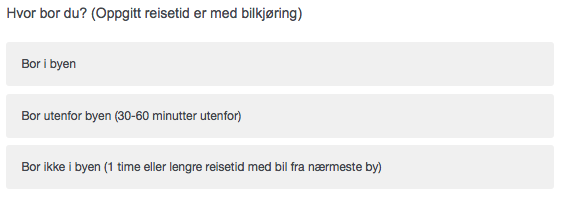 Hvor bor du? (Oppgitt reisetid er med bilkjøring)
Bor i byen
Bor utenfor byen (30-60 minutter utenfor)
Bor ikke i byen (1 time eller lengre reisetid med bil fra nærmeste by)